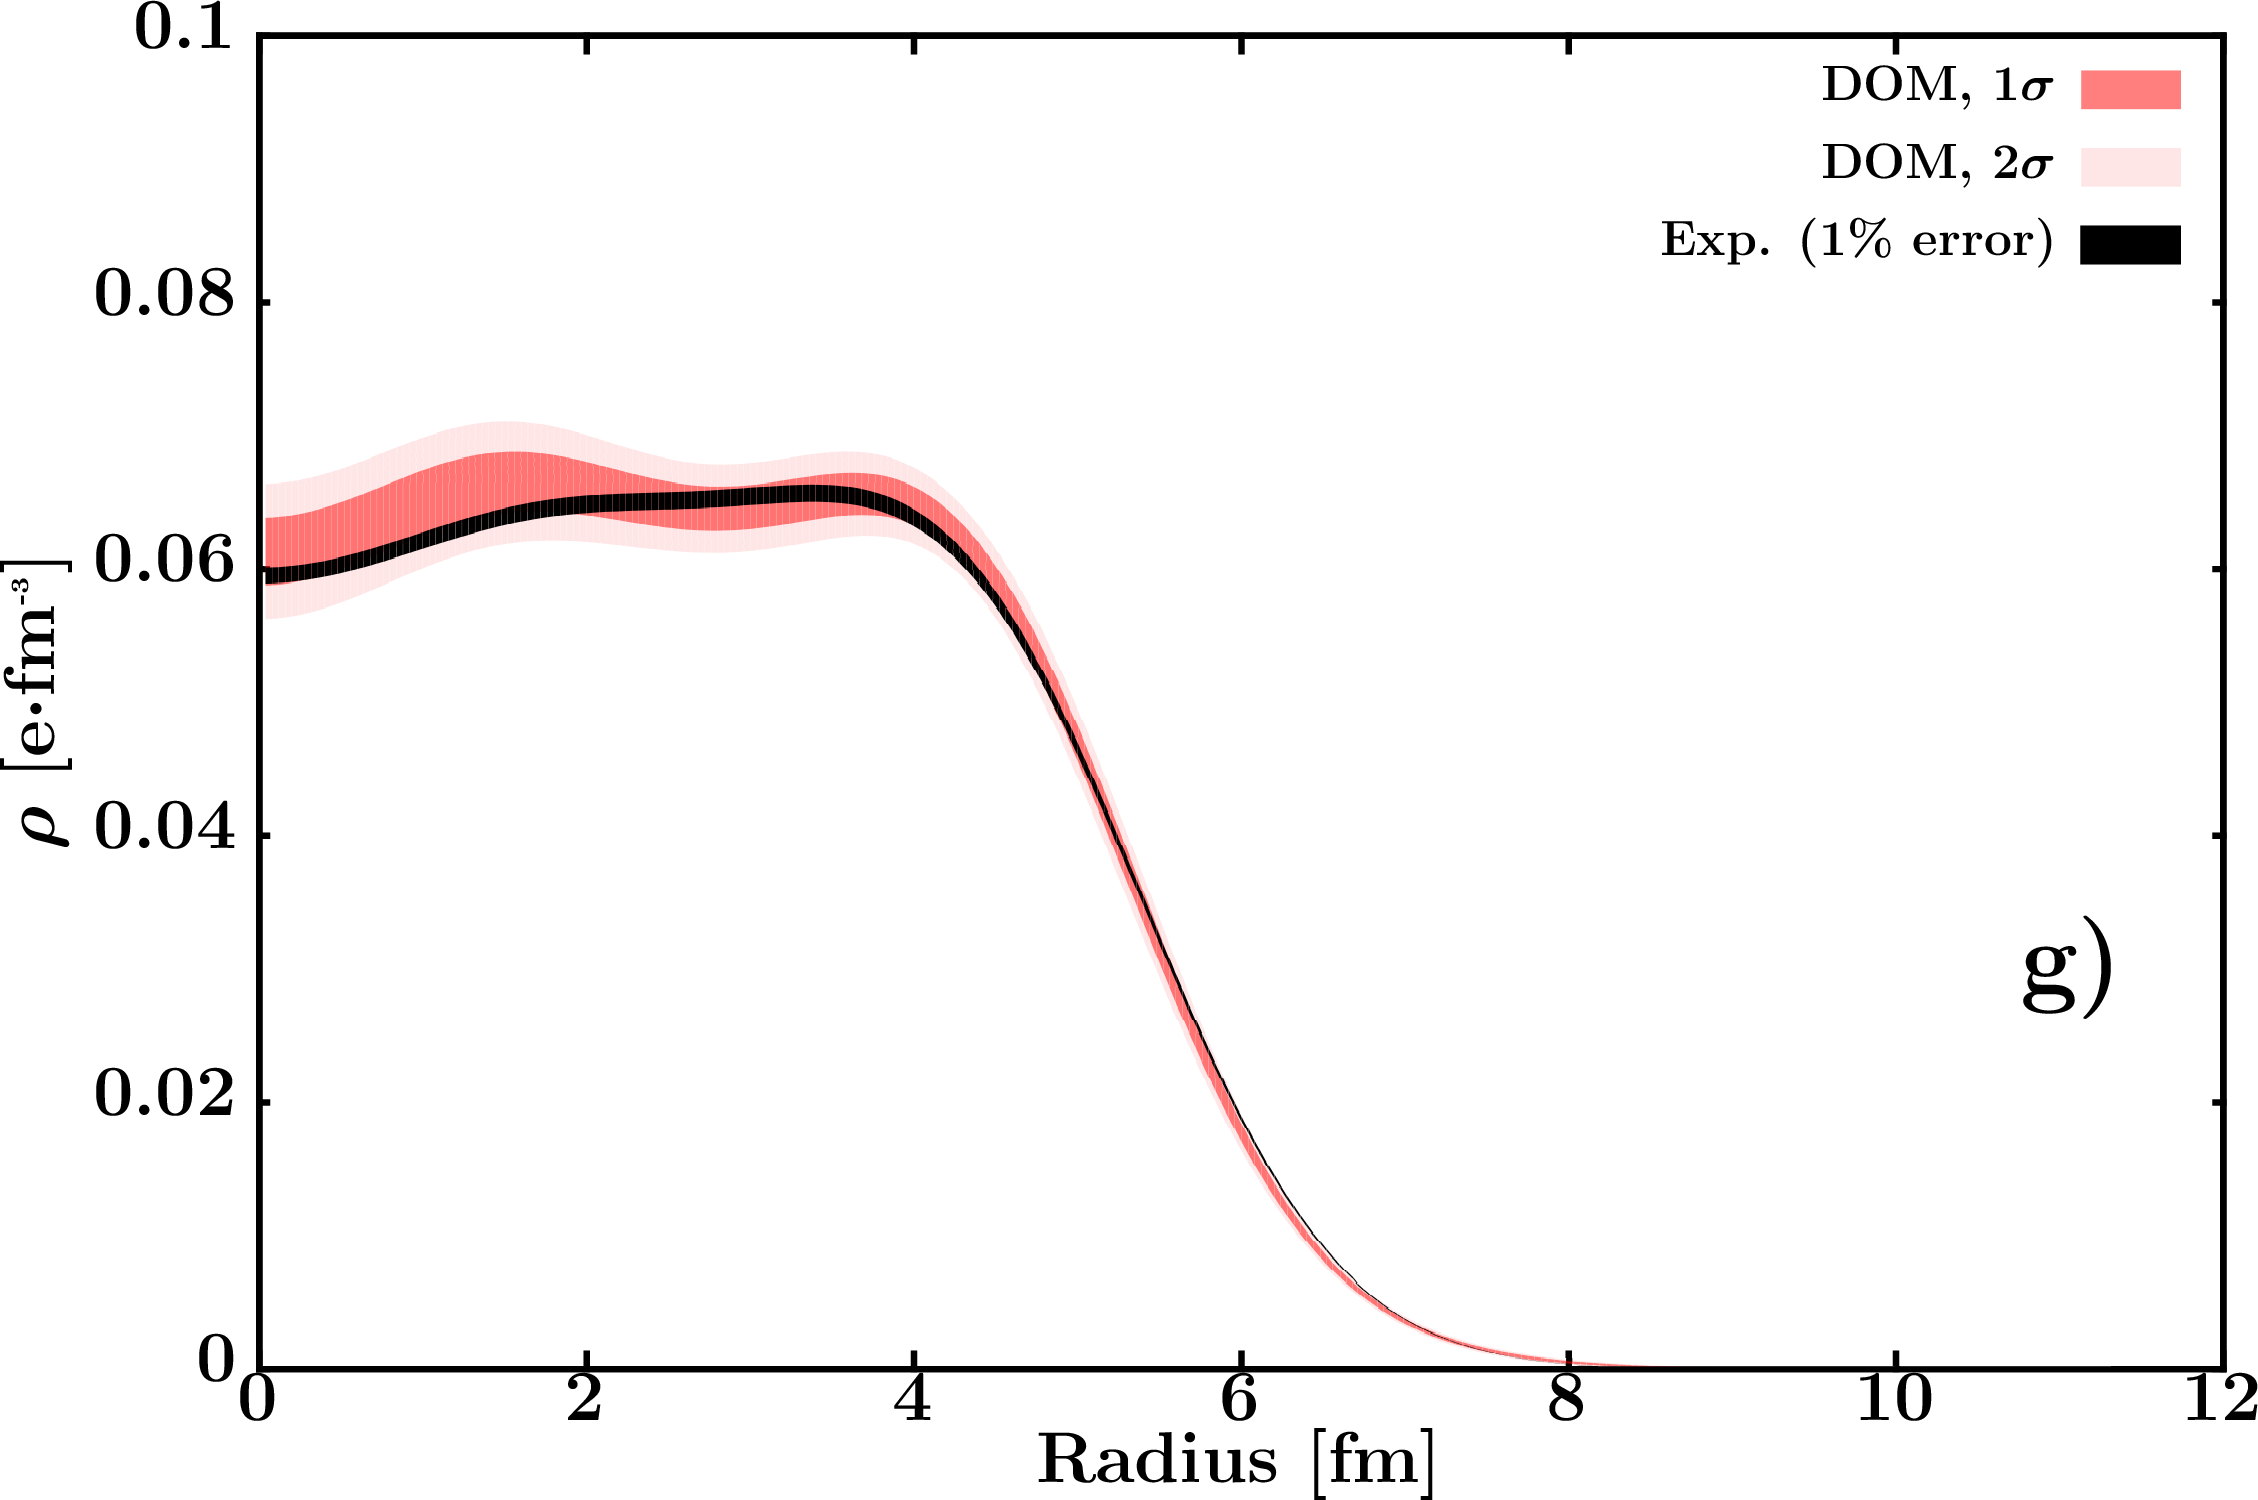 0.1
DOM, 1σ
DOM, 2σ
Exp. (1% error)
0.08
0.06
0.04
0.02
0
ρ [e·fm⁻³]
g)
0 2 4 6 8 10 12
Radius [fm]